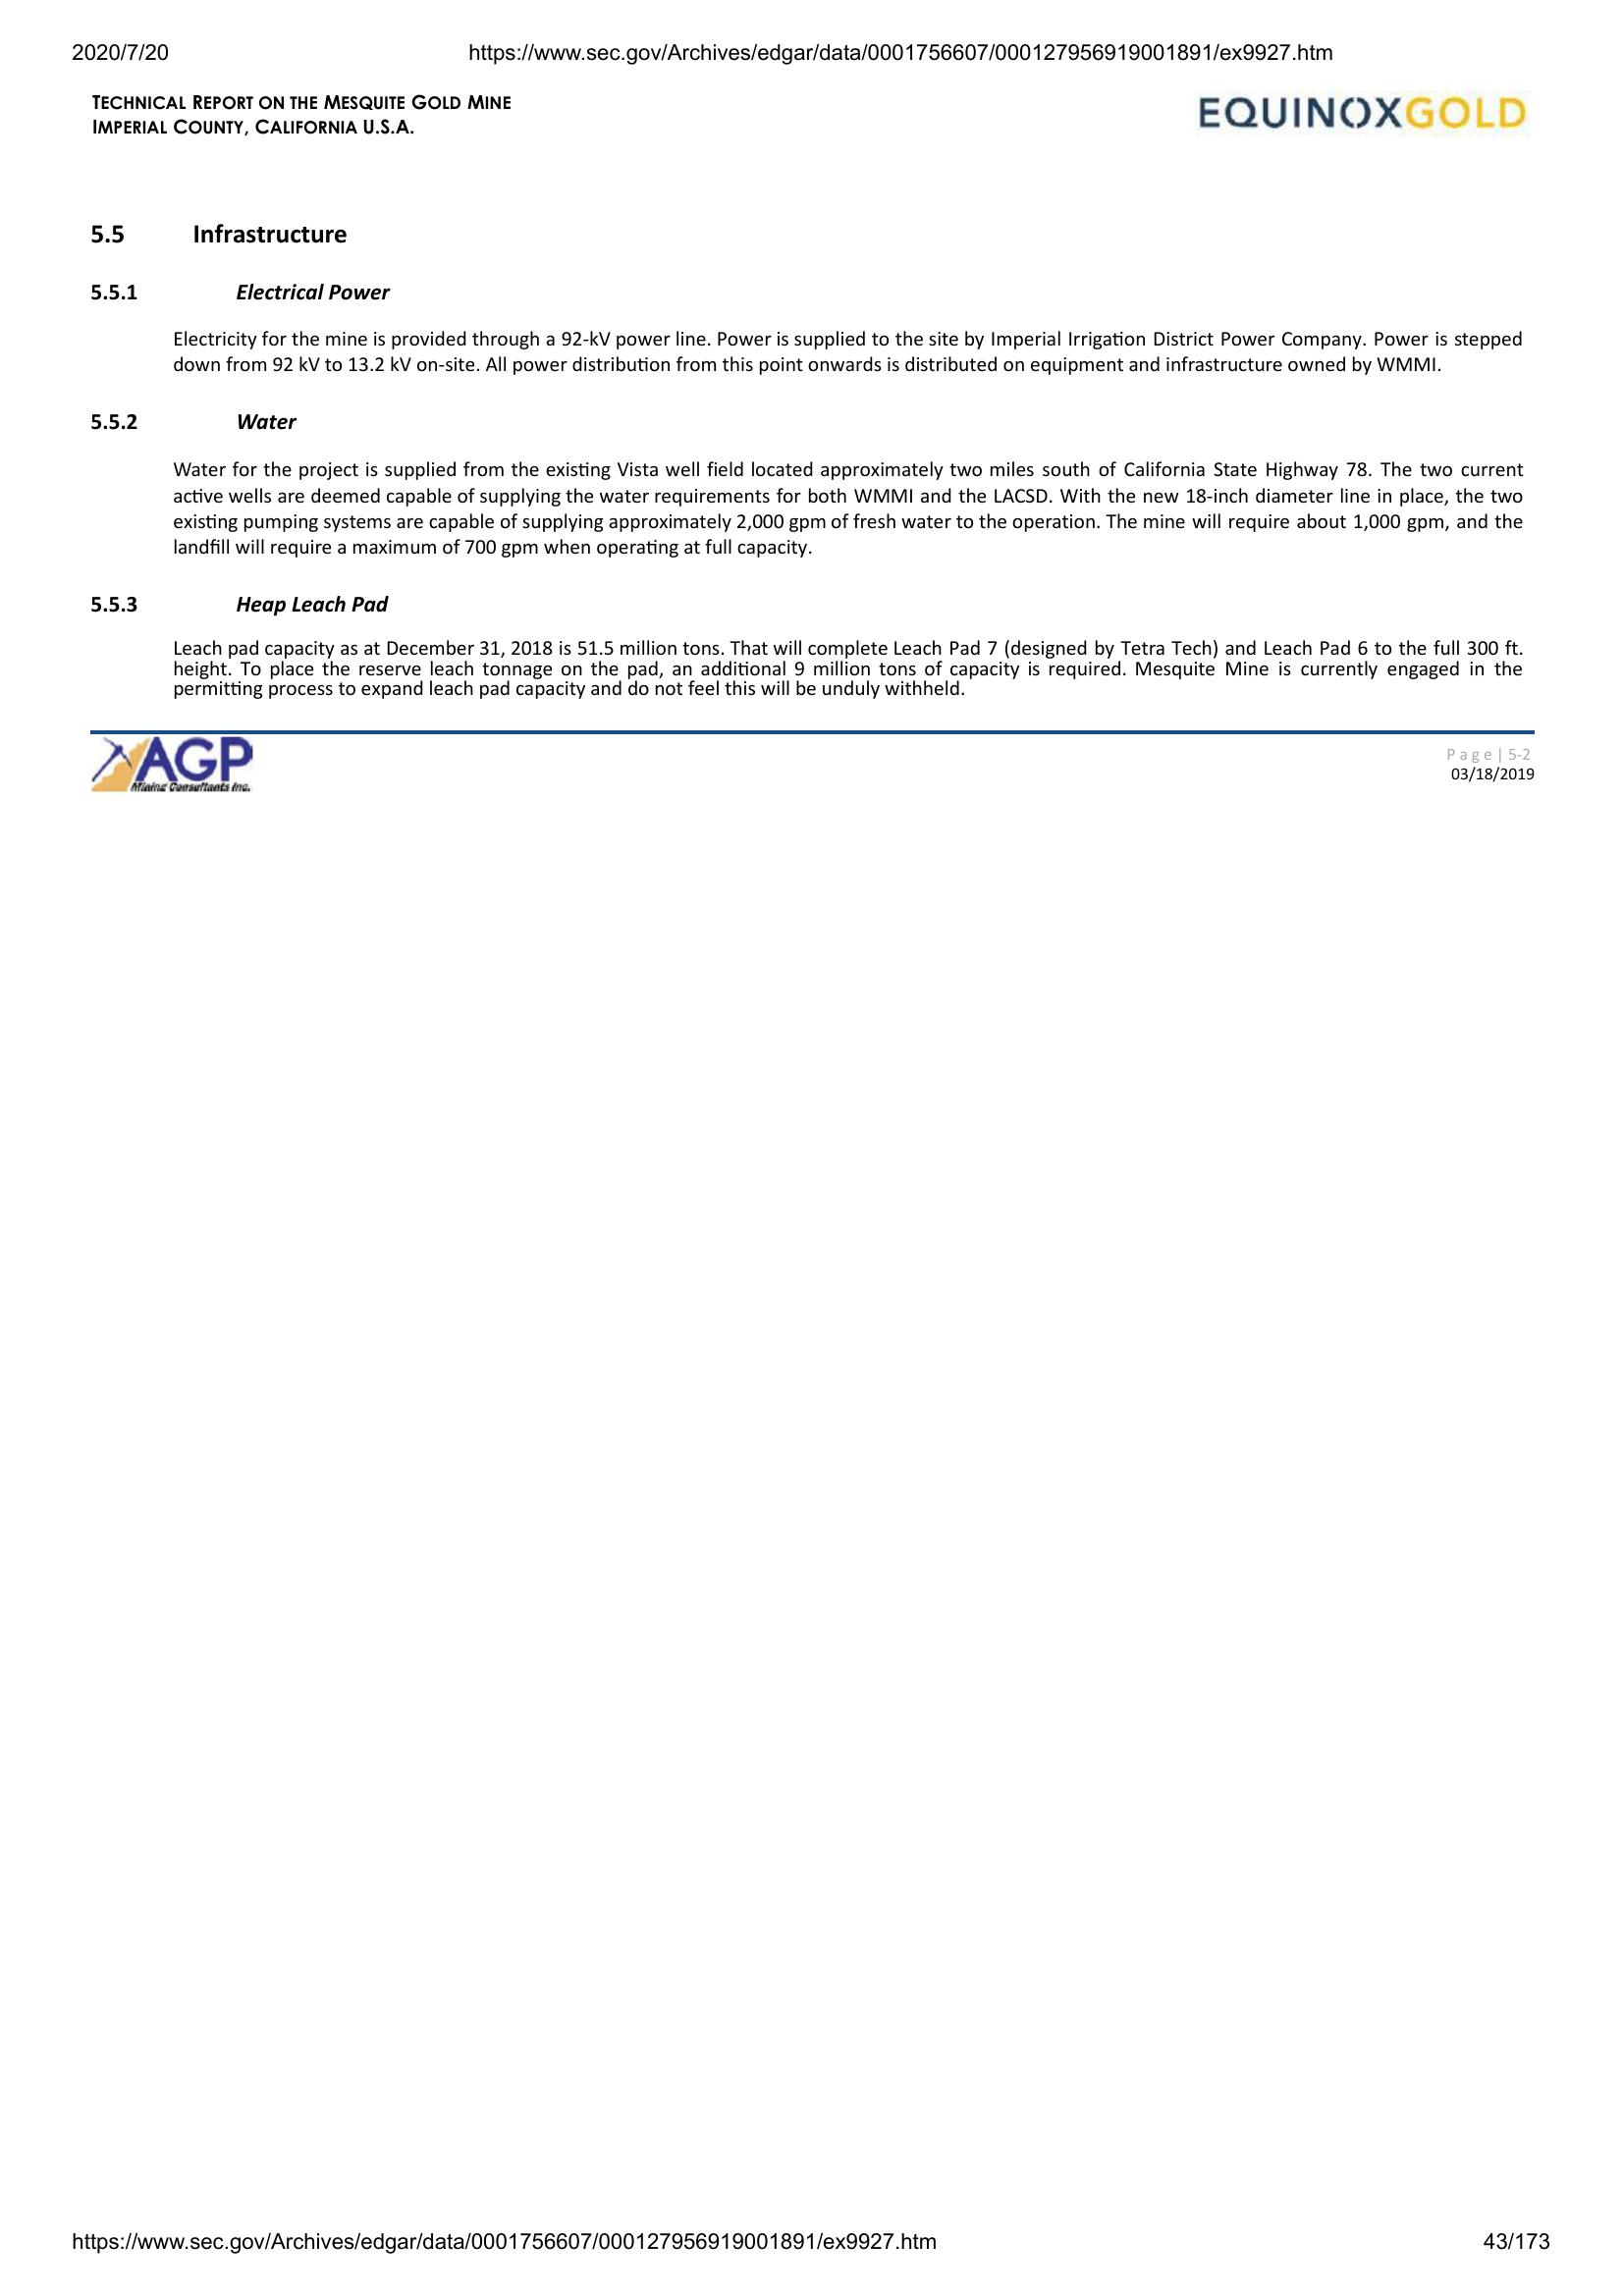 2020/7/20 https://www.sec.gov/Archives/edgar/data/0001756607/000127956919001891/ex9927.htm
TECHNICAL REPORT ON THE MESQUITE GOLD MINE
IMPERIAL COUNTY, CALIFORNIA U.S.A.
EQUINOXGOLD
5.5 Infrastructure
5.5.1 Electrical Power
Electricity for the mine is provided through a 92-kV power line. Power is supplied to the site by Imperial Irrigation District Power Company. Power is stepped
down from 92 kV to 13.2 kV on-site. All power distribution from this point onwards is distributed on equipment and infrastructure owned by WMMI.
5.5.2 Water
Water for the project is supplied from the existing Vista well field located approximately two miles south of California State Highway 78. The two current
active wells are deemed capable of supplying the water requirements for both WMMI and the LACSD. With the new 18-inch diameter line in place, the two
existing pumping systems are capable of supplying approximately 2,000 gpm of fresh water to the operation. The mine will require about 1,000 gpm, and the
landfill will require a maximum of 700 gpm when operating at full capacity.
5.5.3 Heap Leach Pad
Leach pad capacity as at December 31, 2018 is 51.5 million tons. That will complete Leach Pad 7 (designed by Tetra Tech) and Leach Pad 6 to the full 300 ft.
height. To place the reserve leach tonnage on the pad, an additional 9 million tons of capacity is required. Mesquite Mine is currently engaged in the
permitting process to expand leach pad capacity and do not feel this will be unduly withheld.
AGP
Mining Consultants Inc.
Page | 5-2
03/18/2019
https://www.sec.gov/Archives/edgar/data/0001756607/000127956919001891/ex9927.htm 43/173